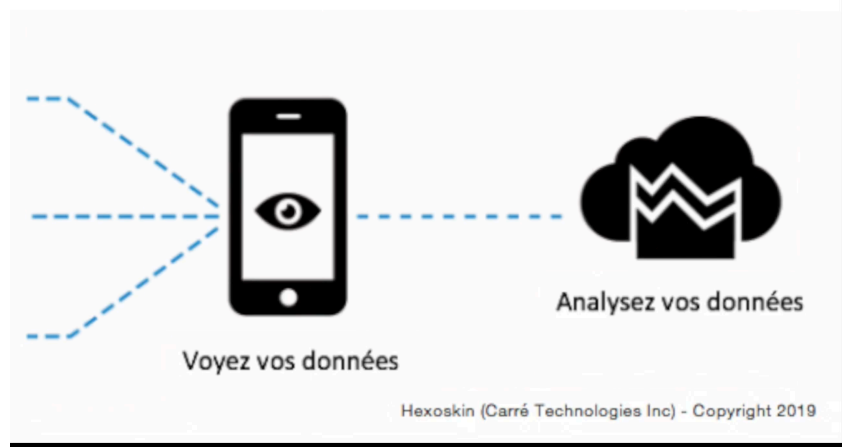 Voyez vos données
Analysez vos données
Hexoskin (Carré Technologies Inc) - Copyright 2019